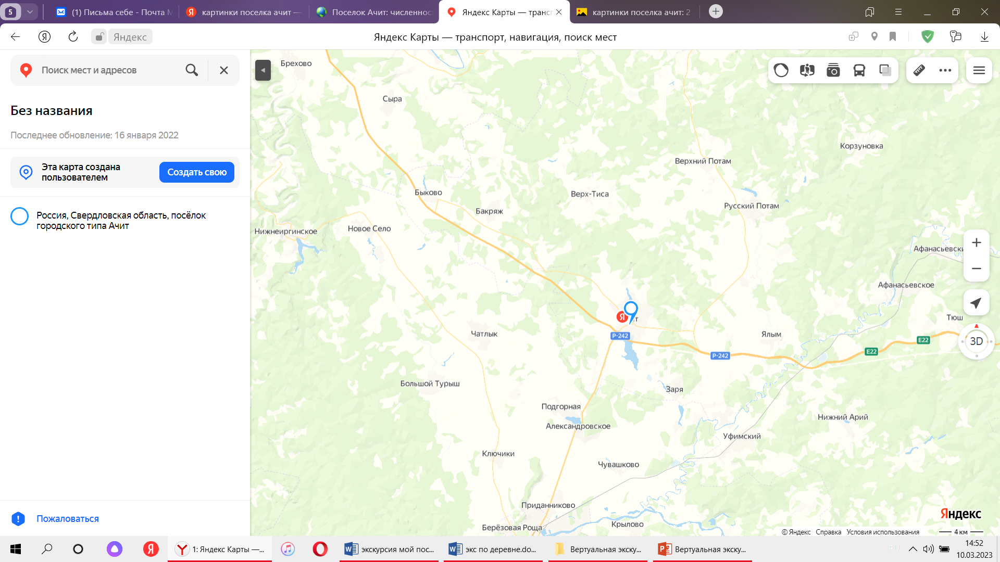 5
(1) Письма себе - Почта
картинки поселка ачит —
Поселок Ачит: численнос
Яндекс Карты — транс
картинки поселка ачит: 2
Яндекс
Яндекс Карты — транспорт, навигация, поиск мест
Поиск мест и адресов
Без названия
Последнее обновление: 16 января 2022
Эта карта создана
пользователем
Создать свою
Россия, Свердловская область, посёлок
городского типа Ачит
Пожаловаться
Брехово
Сыра
Корзуновка
Верхний Потам
Быково
Верх-Тиса
Русский Потам
Бакряж
Новое Село
Нижнеиргинское
Афанасьевски
Афанасьевское
Я
т
Тюш
Чатлык
Р-242
Ялым
E22
3D
E22
Р-242
Большой Турыш
Заря
Подгорная
Нижний Арий
Александровское
Уфимский
Ключики
Чувашково
Приданниково
Яндекс
Крылово
Берёзовая Роща
© Яндекс Справка Условия использования
4 км
1: Яндекс Карты —...
экскурсия мой пос...
экс по деревне.do...
Вертуальная экску...
Вертуальная экску...
14:52
10.03.2023